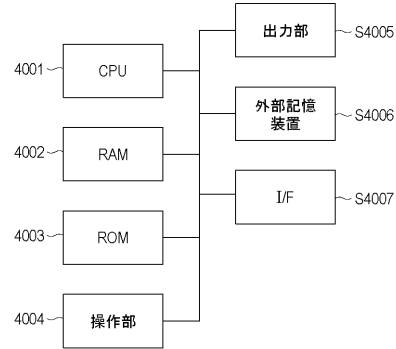 4001
CPU
4002
RAM
4003
ROM
4004
操作部
出力部
S4005
外部記憶
装置
S4006
I/F
S4007